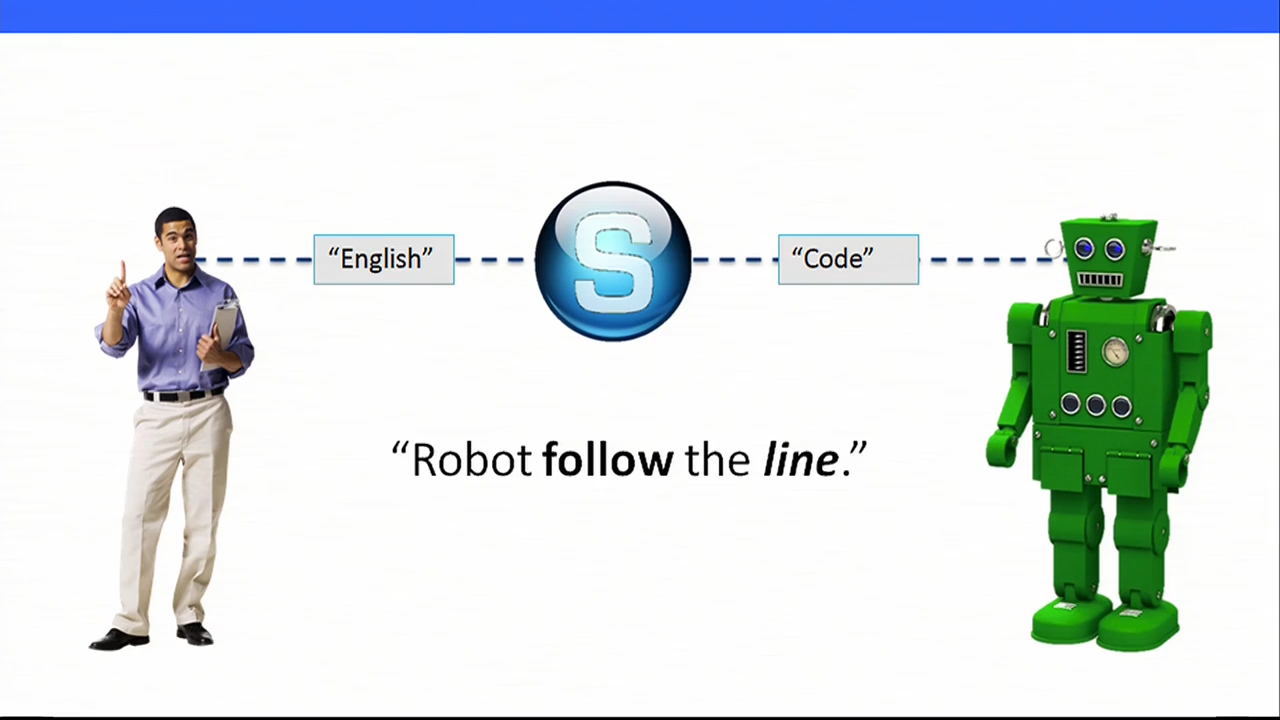 “English”
S
“Code”
“Robot follow the line.”